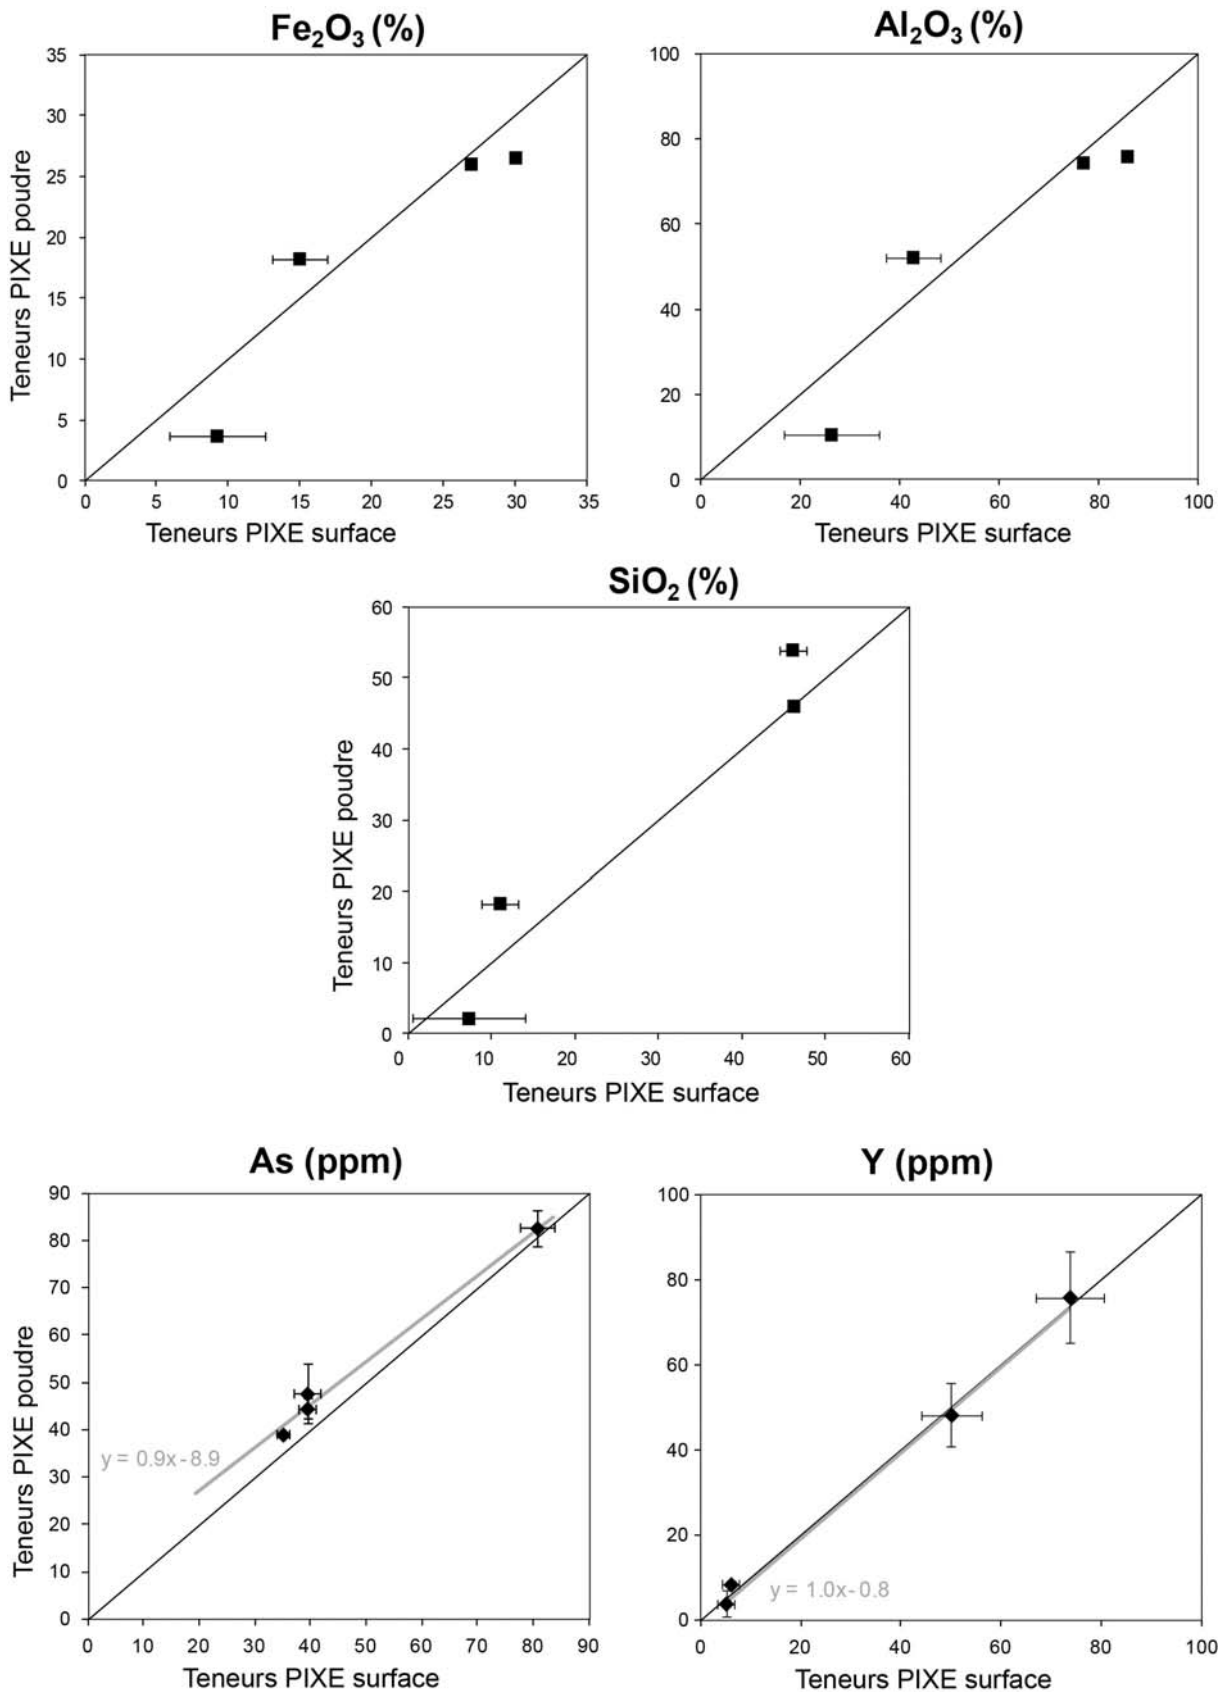 Fe₂O₃ (%)
Al₂O₃ (%)
35
30
25
20
15
10
5
0
Teneurs PIXE poudre
0 5 10 15 20 25 30 35
Teneurs PIXE surface
100
80
60
40
20
0
0 20 40 60 80 100
Teneurs PIXE surface
SiO₂ (%)
60
50
40
30
20
10
0
Teneurs PIXE poudre
0 10 20 30 40 50 60
Teneurs PIXE surface
As (ppm)
Y (ppm)
90
80
70
60
50
40
30
20
10
0
Teneurs PIXE poudre
y = 0.9x - 8.9
0 10 20 30 40 50 60 70 80 90
Teneurs PIXE surface
100
80
60
40
20
0
y = 1.0x - 0.8
0 20 40 60 80 100
Teneurs PIXE surface